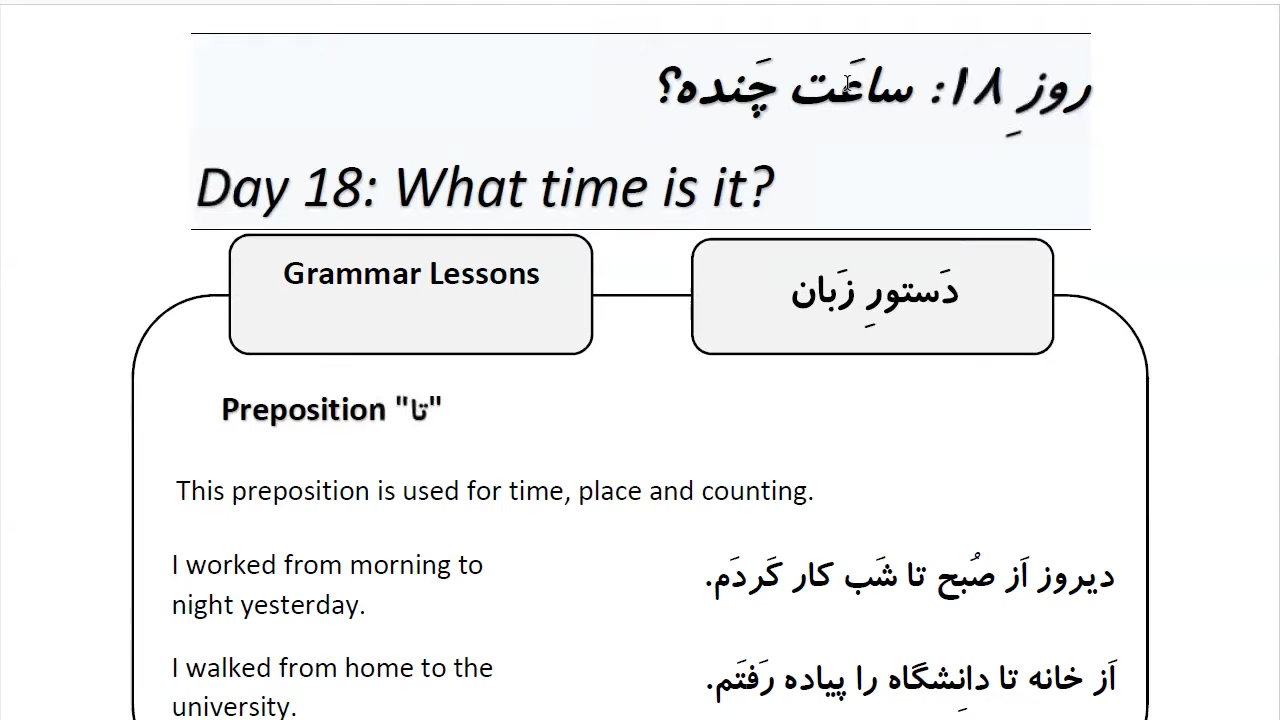 روزِ ۱۸: ساعَت چَنده؟
Day 18: What time is it?
Grammar Lessons
دَستورِ زَبان
Preposition "تا"
This preposition is used for time, place and counting.
I worked from morning to
night yesterday.
دیروز اَز صُبح تا شَب کار کَردَم.
I walked from home to the
university.
اَز خانه تا دانِشگاه را پیاده رَفتَم.